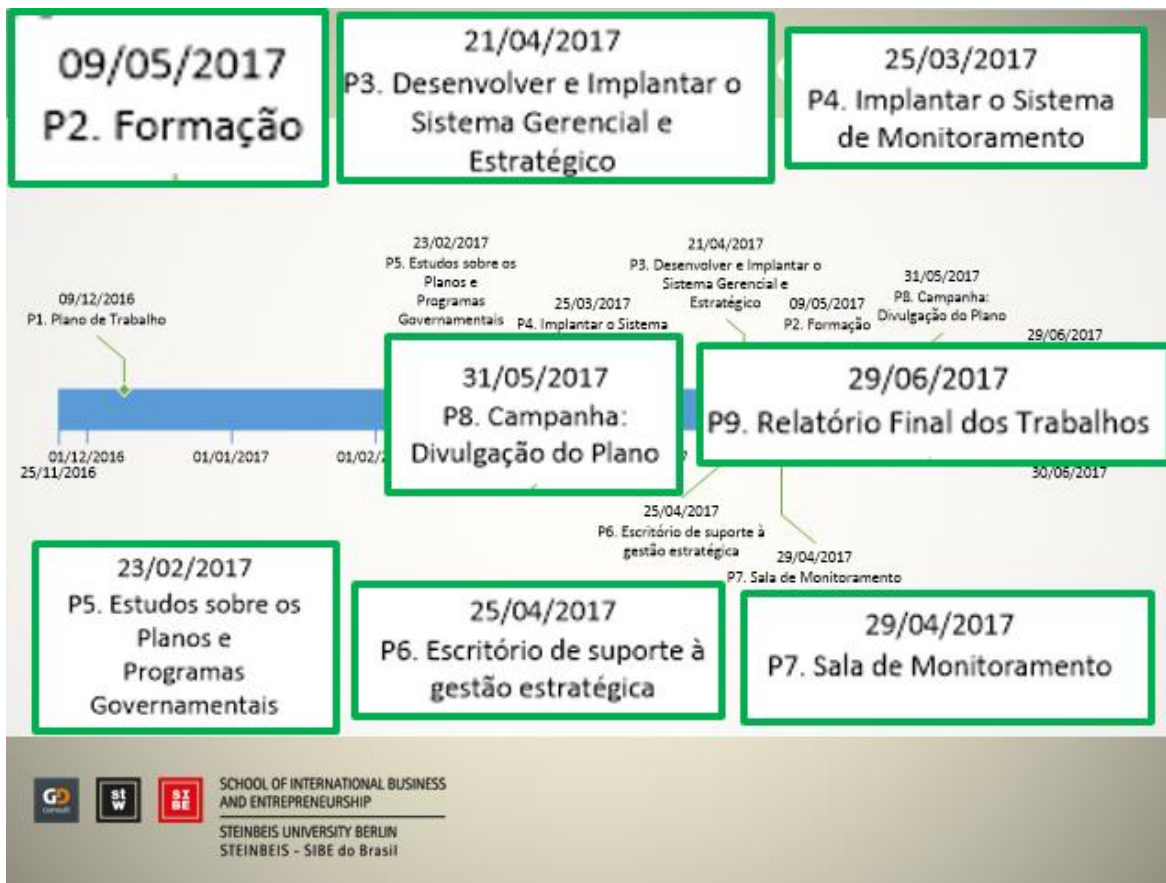 09/05/2017
P2. Formação
21/04/2017
P3. Desenvolver e Implantar o
Sistema Gerencial e
Estratégico
25/03/2017
P4. Implantar o Sistema
de Monitoramento
09/12/2016
P1. Plano de Trabalho
23/02/2017
P5. Estudos sobre os
Planos e
Programas
Governamentais
25/03/2017
P4. Implantar o Sistema
21/04/2017
P3. Desenvolver e Implantar o
Sistema Gerencial e
Estratégico
09/05/2017
P2. Formação
31/05/2017
P8. Campanha:
Divulgação do Plano
29/06/2017
31/05/2017
P8. Campanha:
Divulgação do Plano
29/06/2017
P9. Relatório Final dos Trabalhos
01/12/2016
25/11/2016
01/01/2017
01/02/2
30/06/2017
25/04/2017
P6. Escritório de suporte à
gestão estratégica
29/04/2017
P7. Sala de Monitoramento
23/02/2017
P5. Estudos sobre os
Planos e
Programas
Governamentais
25/04/2017
P6. Escritório de suporte à
gestão estratégica
29/04/2017
P7. Sala de Monitoramento
GD
consult
st
w
SI
BE
SCHOOL OF INTERNATIONAL BUSINESS
AND ENTREPRENEURSHIP
STEINBEIS UNIVERSITY BERLIN
STEINBEIS - SIBE do Brasil